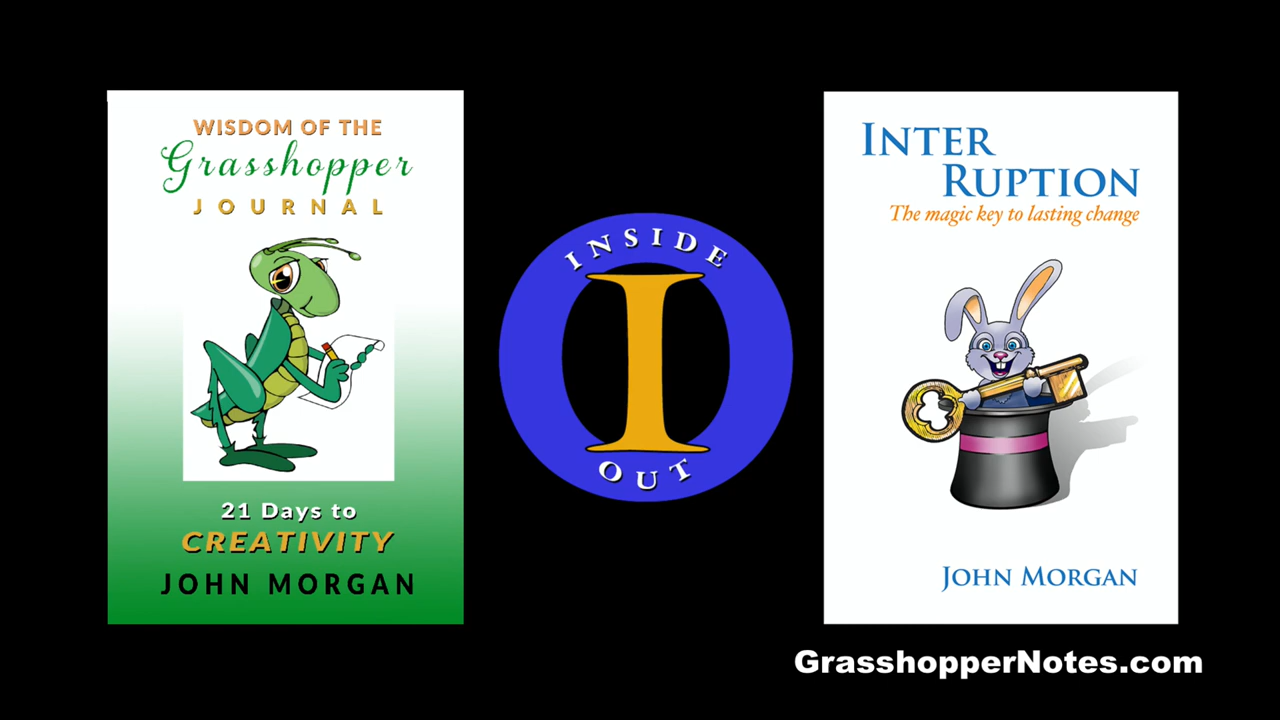 WISDOM OF THE
Grasshopper
JOURNAL
21 Days to
CREATIVITY
JOHN MORGAN
INSIDE
I
OUT
INTER
RUPTION
The magic key to lasting change
JOHN MORGAN
GrasshopperNotes.com